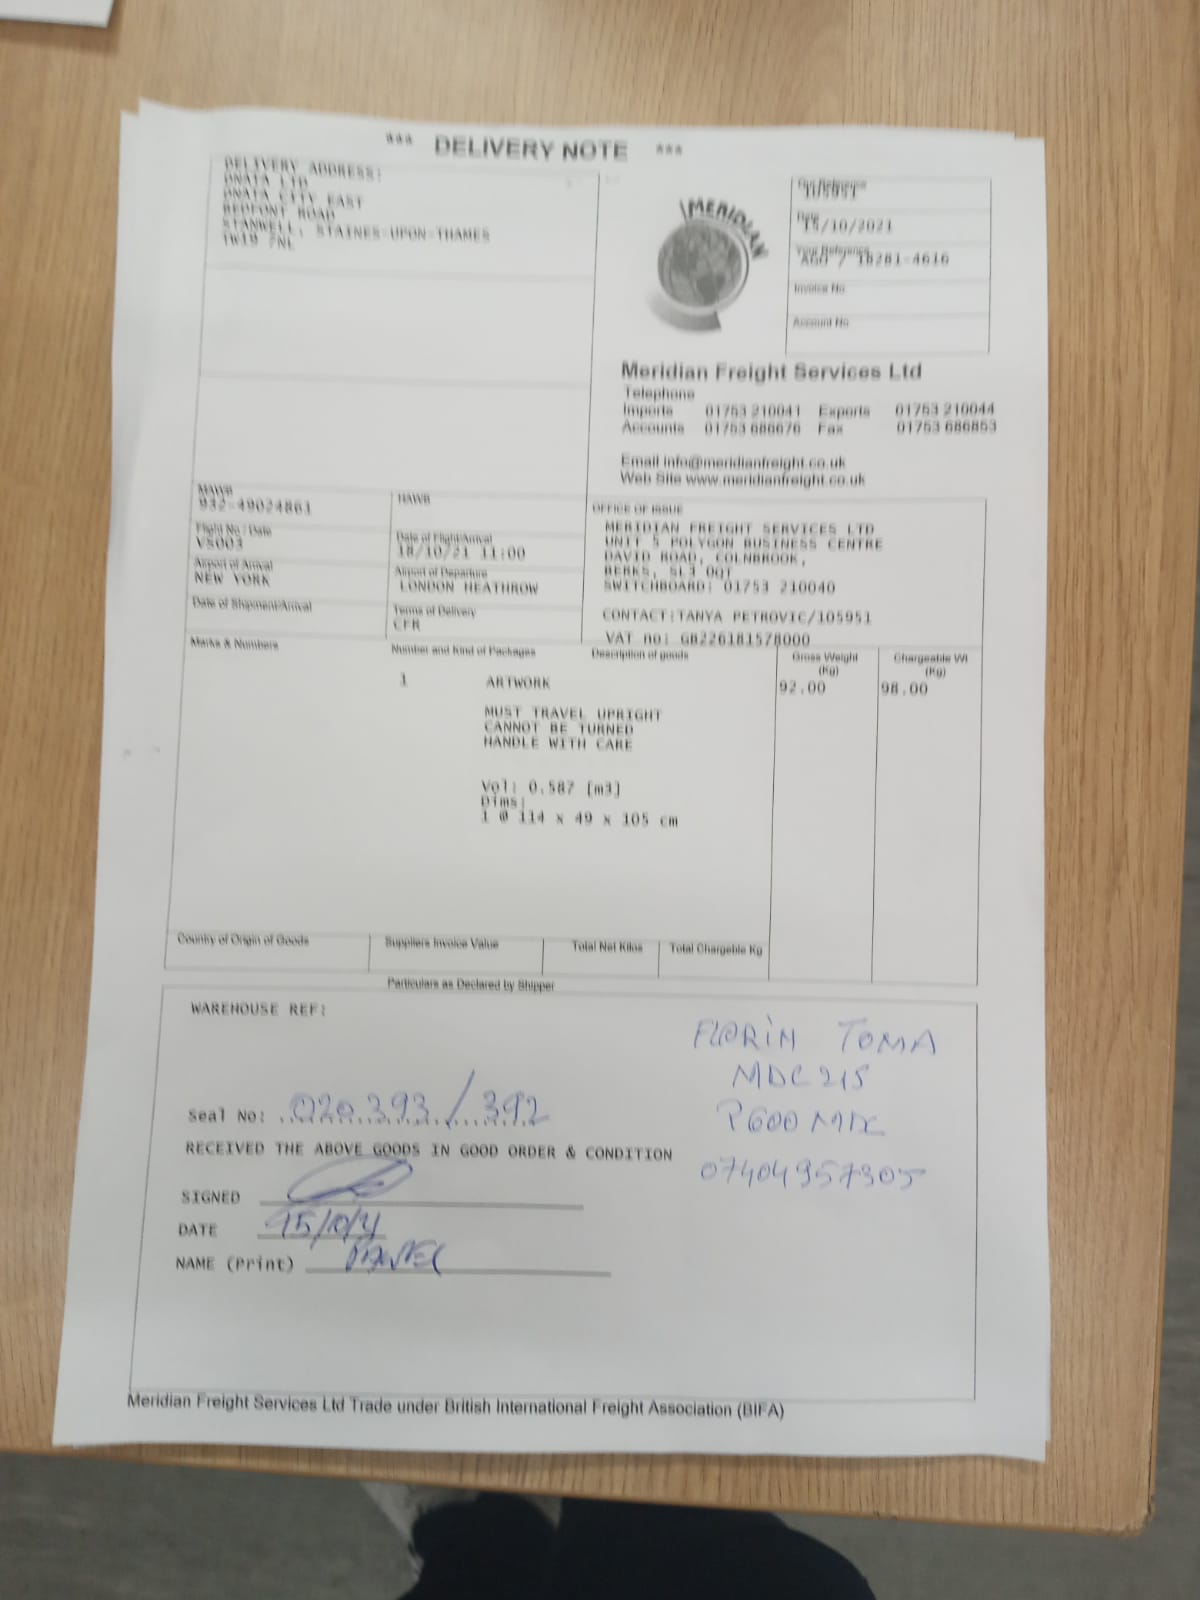 *** DELIVERY NOTE ***
DELIVERY ADDRESS:
DNATA LTD
DNATA CITY EAST
BEDFONT ROAD
STANWELL, STAINES-UPON-THAMES
TW19 7NL
MERIDIAN
Our Reference
105951
Date
15/10/2021
Your Reference
AGO / 18281-4616
Invoice No
Account No
Meridian Freight Services Ltd
Telephone
Imports 01753 210041 Exports 01753 210044
Accounts 01753 686676 Fax 01753 686853
Email info@meridianfreight.co.uk
Web Site www.meridianfreight.co.uk
MAWB
932-49024861
HAWB
Flight No / Date
VS003
Date of Flight/Arrival
18/10/21 11:00
Airport of Arrival
NEW YORK
Airport of Departure
LONDON HEATHROW
Date of Shipment/Arrival
Terms of Delivery
CFR
OFFICE OF ISSUE
MERIDIAN FREIGHT SERVICES LTD
UNIT 5 POLYGON BUSINESS CENTRE
DAVID ROAD, COLNBROOK,
BERKS, SL3 0QT
SWITCHBOARD: 01753 210040
CONTACT:TANYA PETROVIC/105951
VAT no: GB226181578000
Marks & Numbers
Number and Kind of Packages
Description of goods
Gross Weight
(Kg)
Chargeable Wt
(Kg)
1 ARTWORK 92.00 98.00
MUST TRAVEL UPRIGHT
CANNOT BE TURNED
HANDLE WITH CARE
Vol: 0.587 [m3]
Dims:
1 @ 114 x 49 x 105 cm
Country of Origin of Goods
Suppliers Invoice Value
Total Net Kilos
Total Chargeable Kg
Particulars as Declared by Shipper
WAREHOUSE REF:
FLORIN TOMA
MDC215
P600 MDC
07404957305
Seal No: 020393/392
RECEIVED THE ABOVE GOODS IN GOOD ORDER & CONDITION
SIGNED
DATE 15/10/21
NAME (Print) PAWEL
Meridian Freight Services Ltd Trade under British International Freight Association (BIFA)